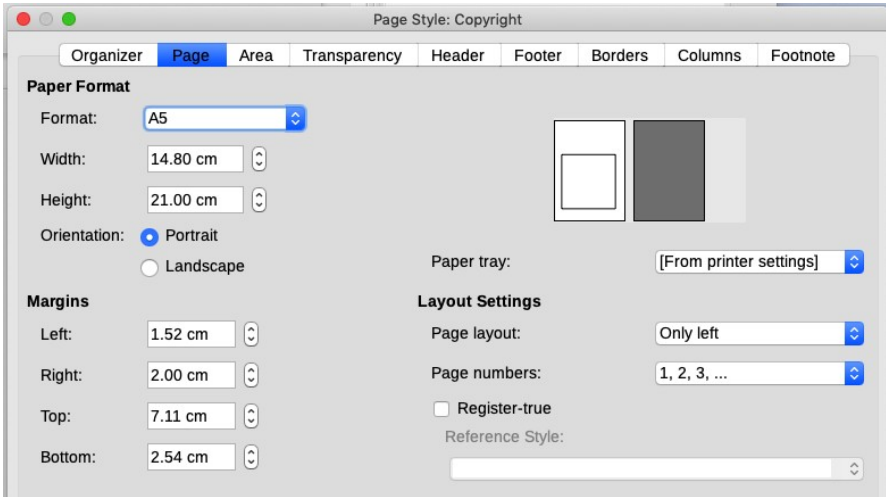 Page Style: Copyright
Organizer Page Area Transparency Header Footer Borders Columns Footnote
Paper Format
Format: A5
Width: 14.80 cm
Height: 21.00 cm
Orientation: Portrait
Landscape
Paper tray: [From printer settings]
Margins
Left: 1.52 cm
Right: 2.00 cm
Top: 7.11 cm
Bottom: 2.54 cm
Layout Settings
Page layout: Only left
Page numbers: 1, 2, 3, ...
Register-true
Reference Style: